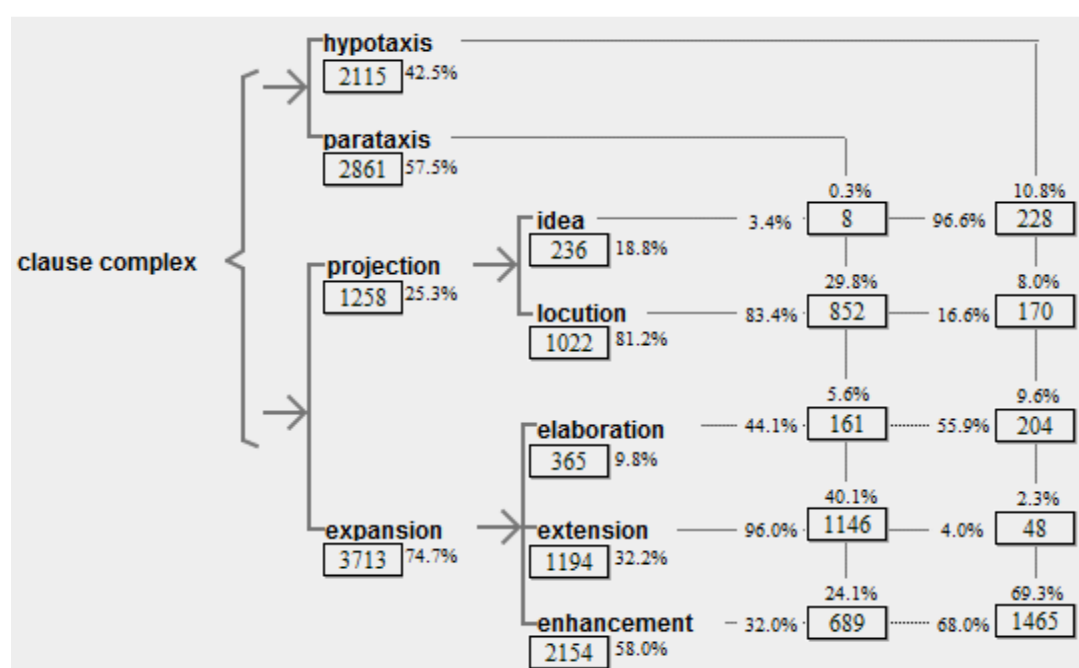 hypotaxis
2115 42.5%
parataxis
2861 57.5%
0.3% 10.8%
idea 3.4% 8 96.6% 228
236 18.8%
clause complex
projection
1258 25.3%
29.8% 8.0%
locution 83.4% 852 16.6% 170
1022 81.2%
5.6% 9.6%
elaboration 44.1% 161 55.9% 204
365 9.8%
40.1% 2.3%
expansion
3713 74.7%
extension 96.0% 1146 4.0% 48
1194 32.2%
24.1% 69.3%
enhancement 32.0% 689 68.0% 1465
2154 58.0%